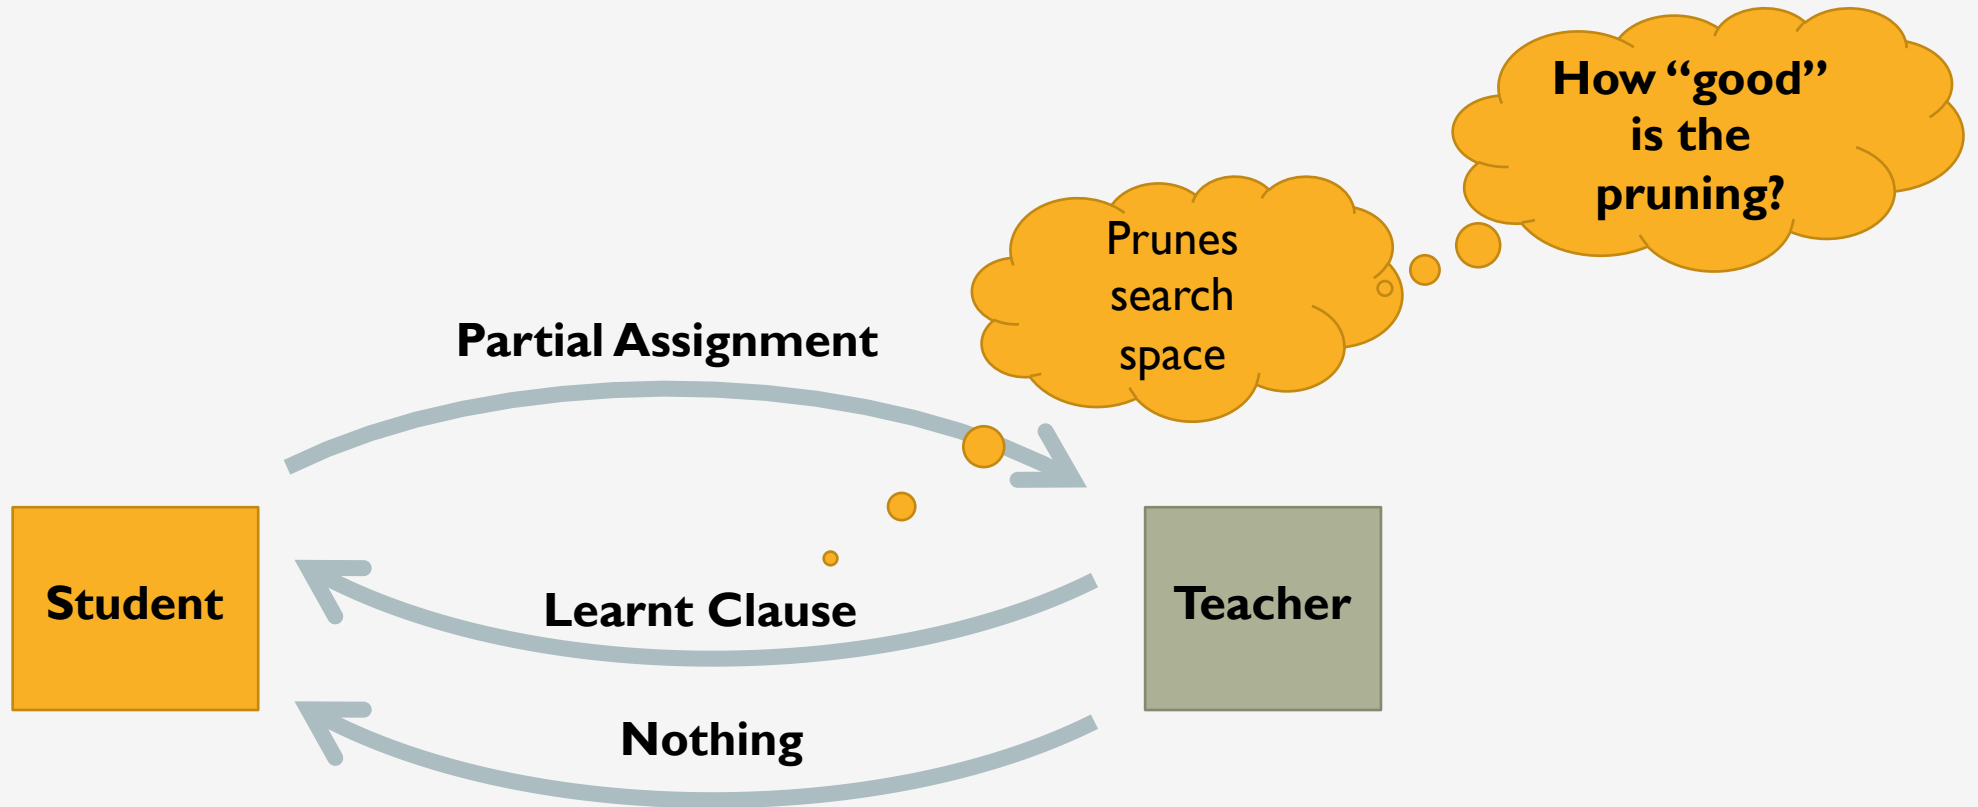 How “good”
is the
pruning?
Prunes
search
space
Partial Assignment
Student
Learnt Clause
Teacher
Nothing